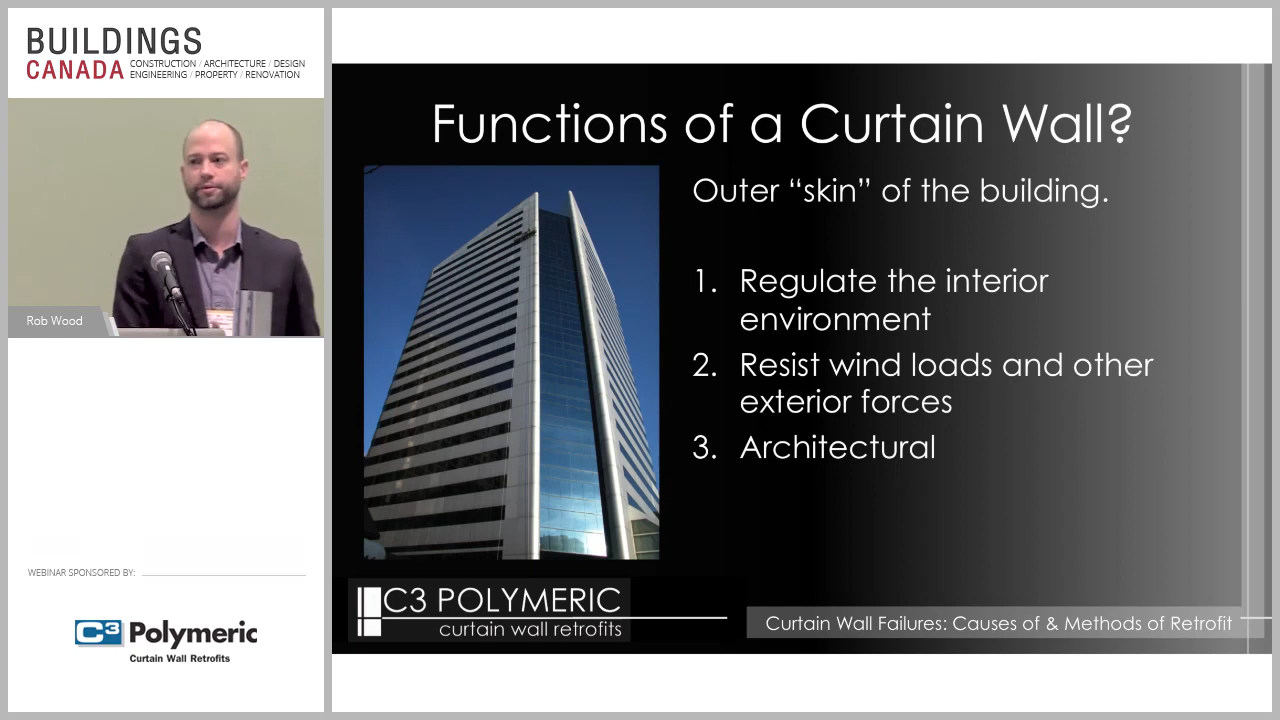 BUILDINGS
CANADA
CONSTRUCTION / ARCHITECTURE / DESIGN
ENGINEERING / PROPERTY / RENOVATION
Rob Wood
WEBINAR SPONSORED BY:
C3 Polymeric
Curtain Wall Retrofits
Functions of a Curtain Wall?
Outer “skin” of the building.
1. Regulate the interior
environment
2. Resist wind loads and other
exterior forces
3. Architectural
C3 POLYMERIC
curtain wall retrofits
Curtain Wall Failures: Causes of & Methods of Retrofit